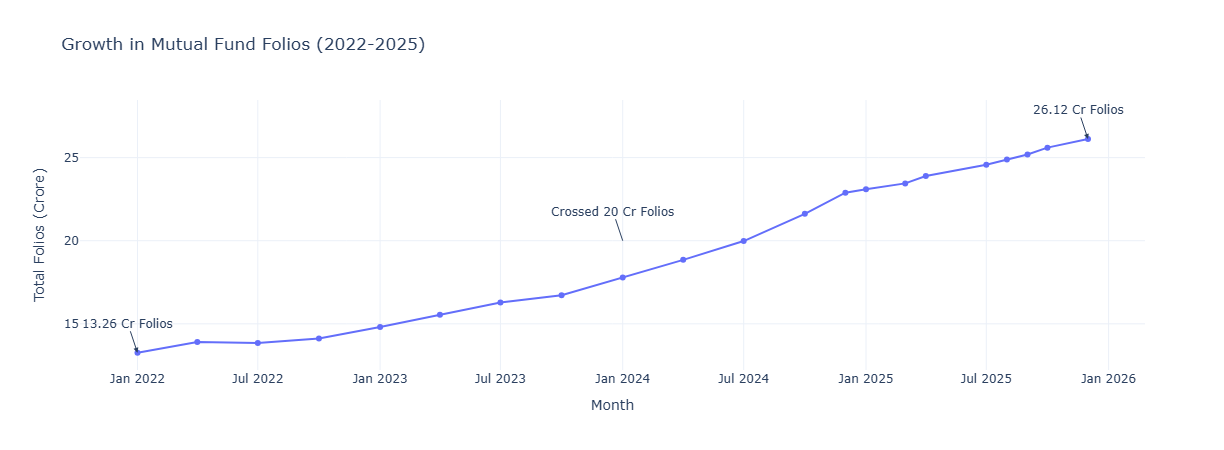 Growth in Mutual Fund Folios (2022-2025)
26.12 Cr Folios
25
Crossed 20 Cr Folios
20
15
13.26 Cr Folios
Total Folios (Crore)
Jan 2022
Jul 2022
Jan 2023
Jul 2023
Jan 2024
Jul 2024
Jan 2025
Jul 2025
Jan 2026
Month